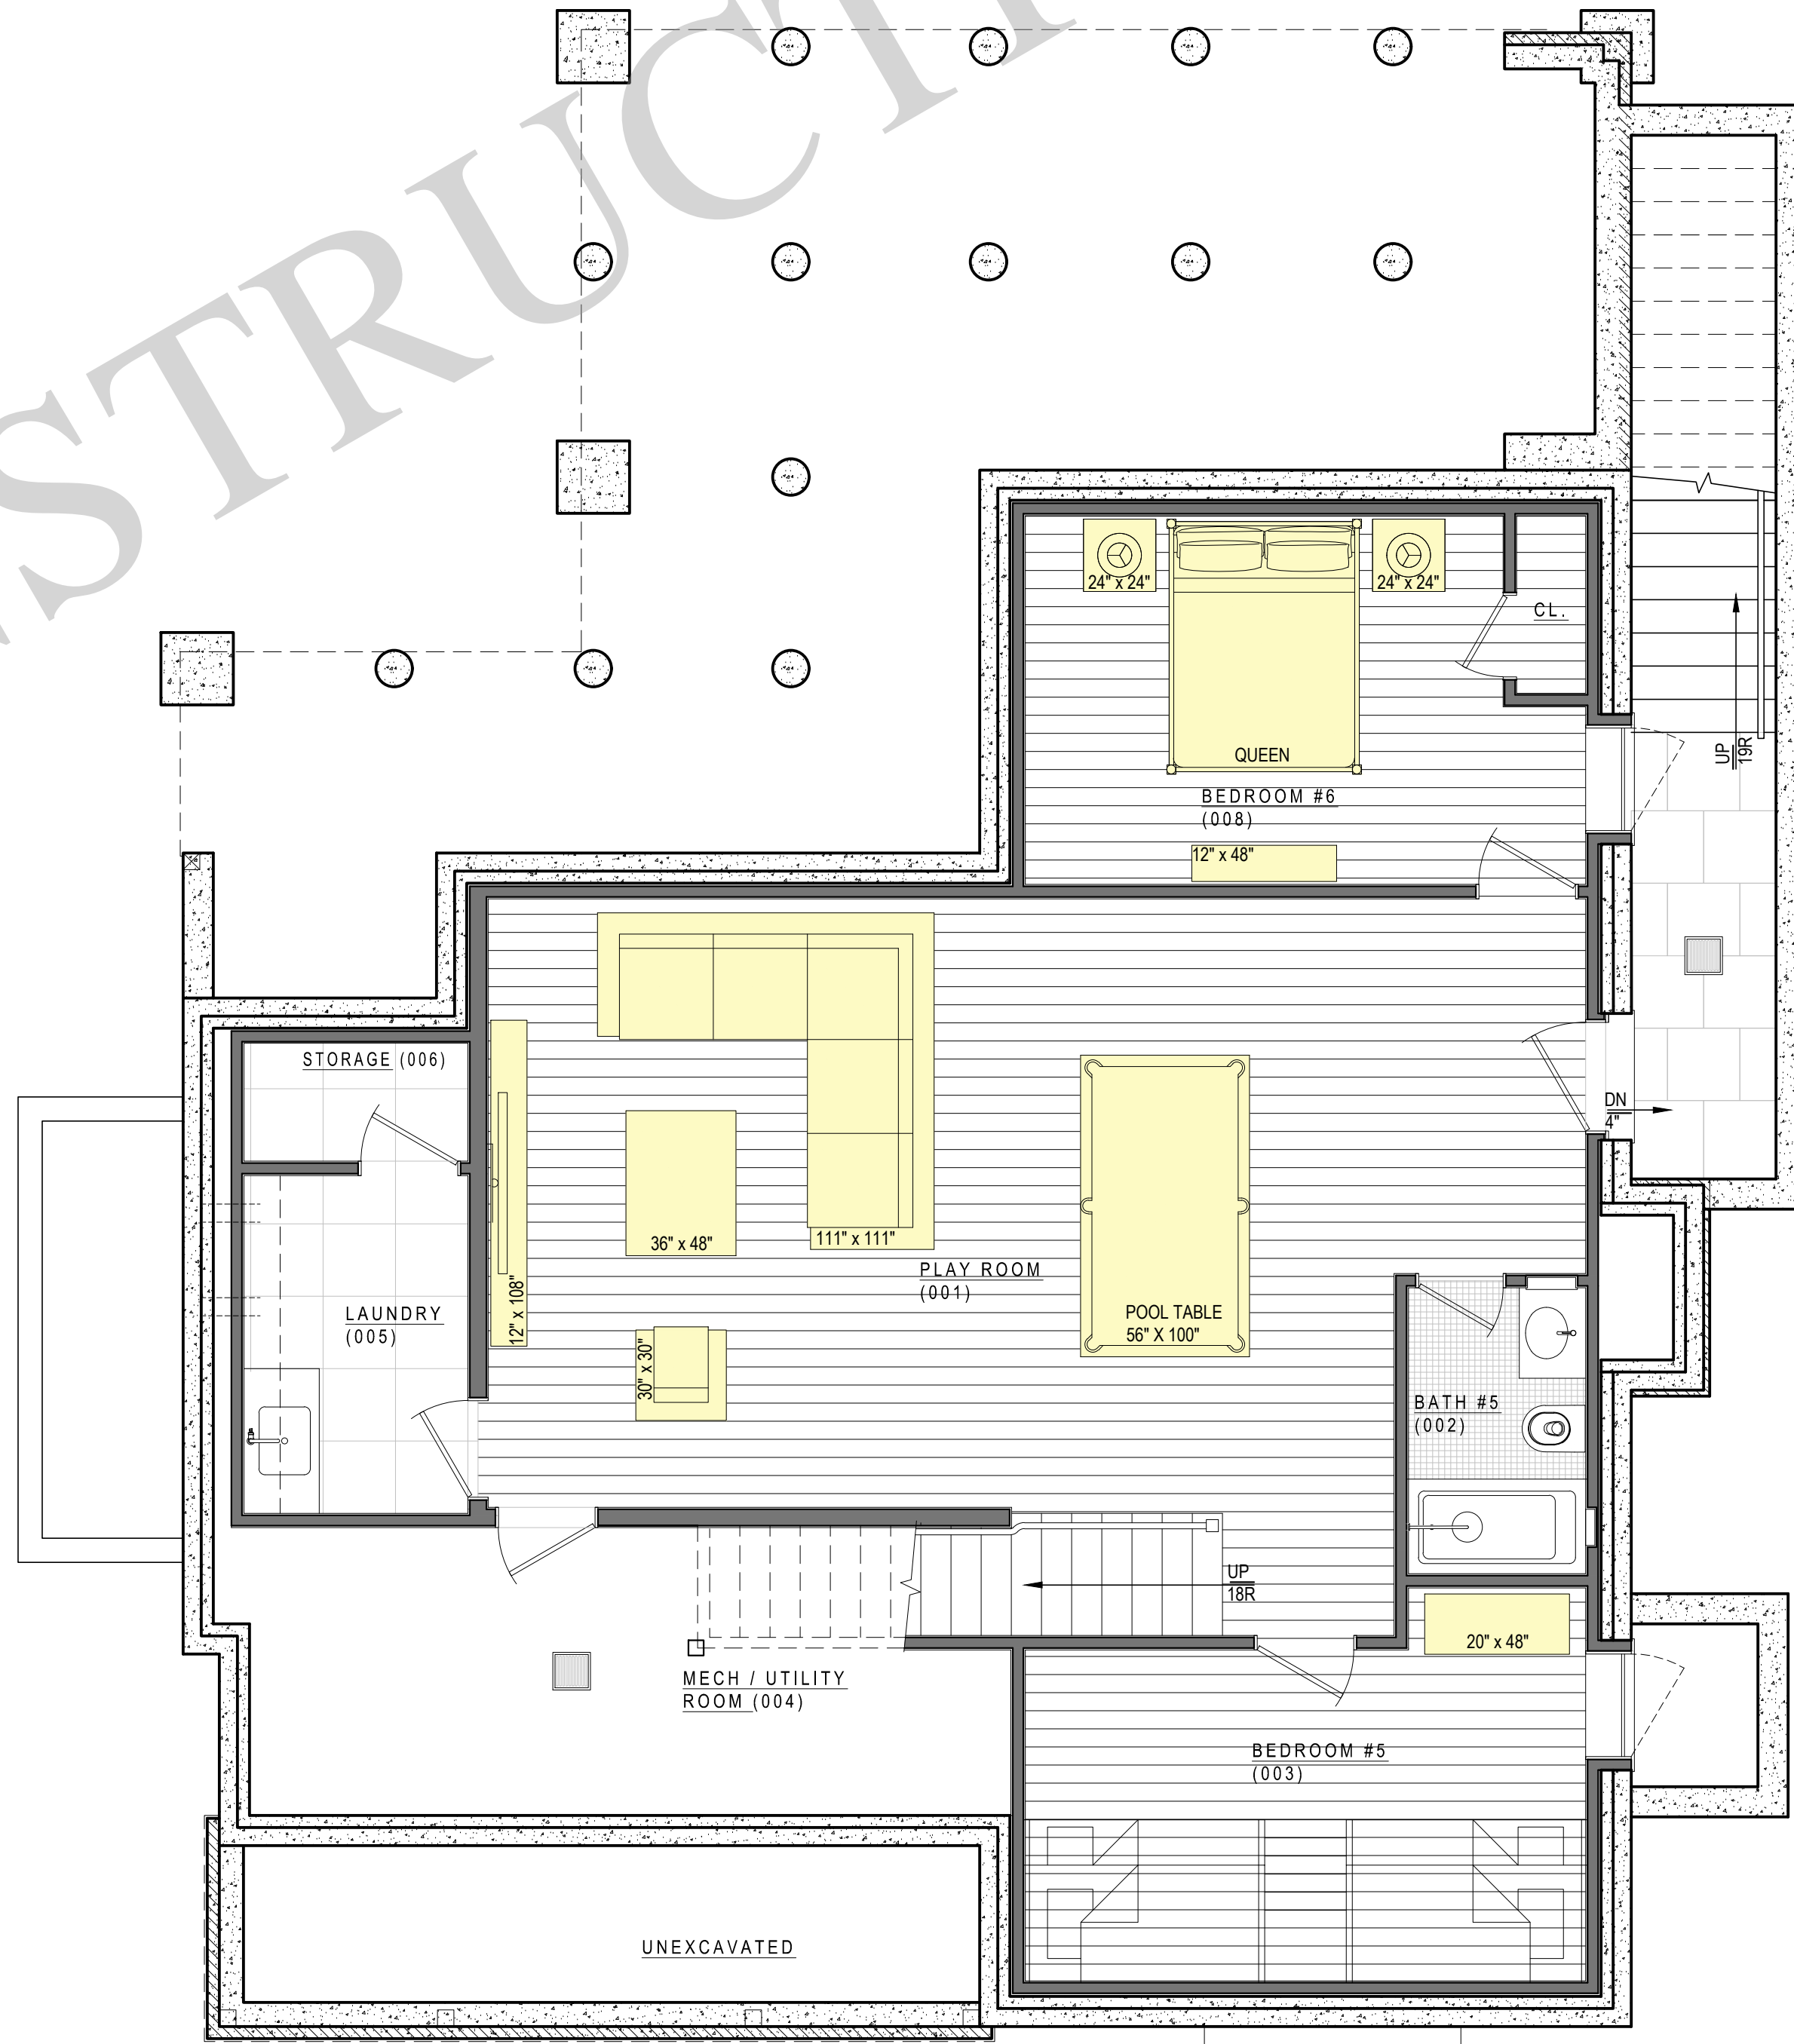 STRUCTI
24" x 24"
24" x 24"
CL.
QUEEN
UP
19R
BEDROOM #6
(008)
12" x 48"
STORAGE (006)
DN
4"
36" x 48"
111" x 111"
12" x 108"
PLAY ROOM
(001)
POOL TABLE
56" X 100"
LAUNDRY
(005)
30" x 30"
BATH #5
(002)
UP
18R
20" x 48"
MECH / UTILITY
ROOM (004)
BEDROOM #5
(003)
UNEXCAVATED